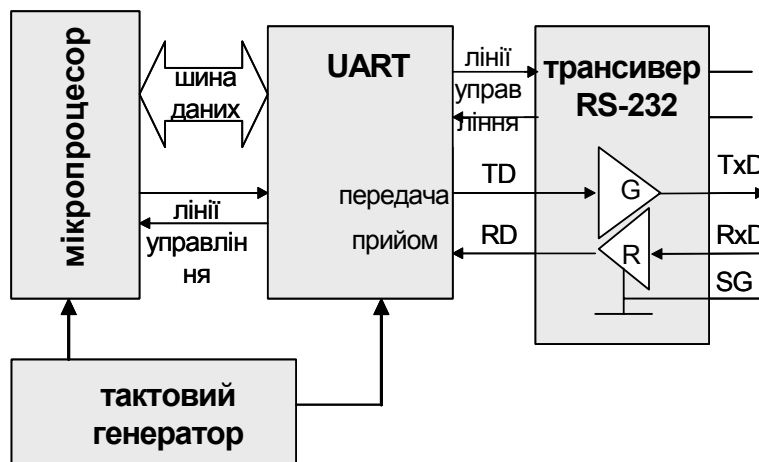 мікропроцесор
шина
даних
лінії
управлін
ня
UART
передача
прийом
лінії
управ
ління
TD
RD
трансивер
RS-232
G
R
TxD
RxD
SG
тактовий
генератор